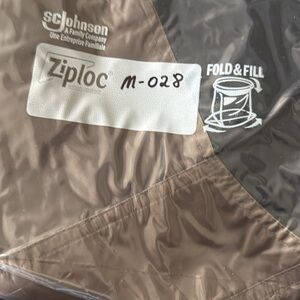 scjohnson
A Family Company
Une Entreprise Familiale
Ziploc® M-028
FOLD & FILL